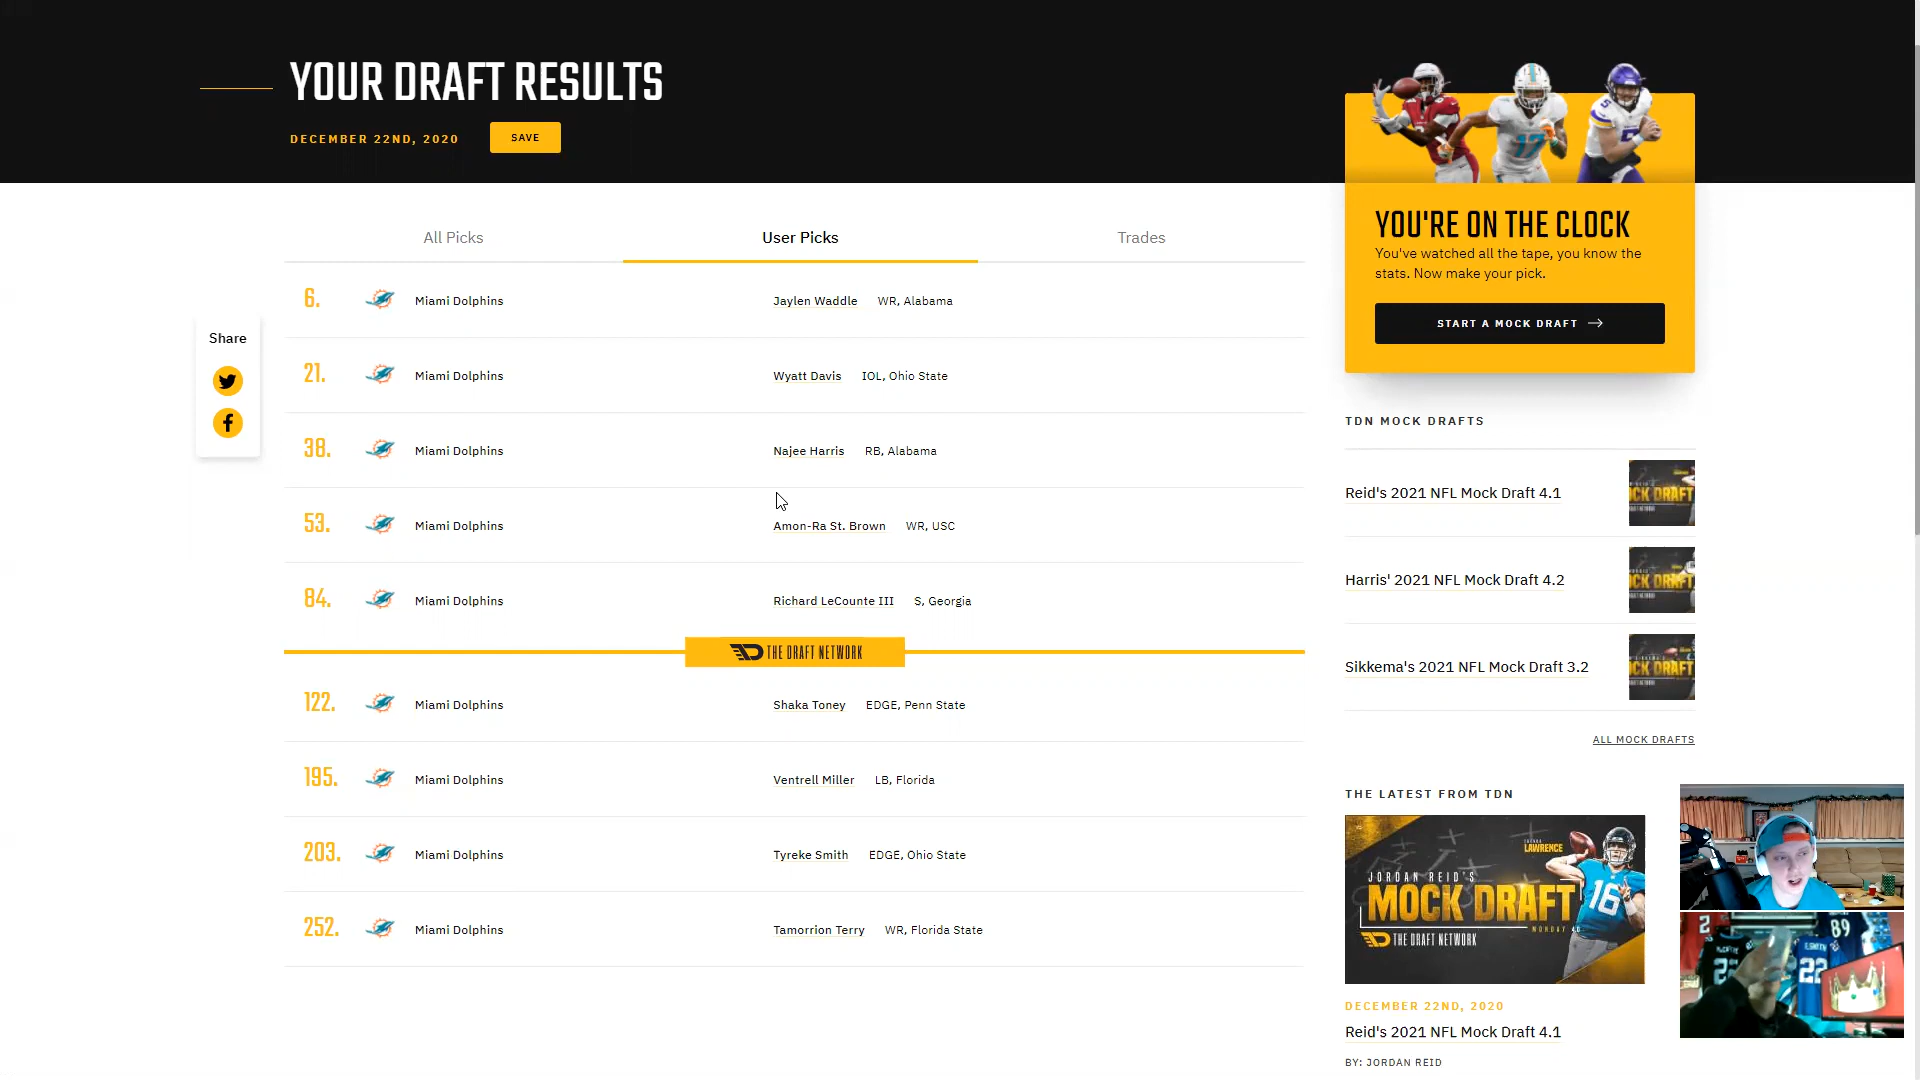 YOUR DRAFT RESULTS
DECEMBER 22ND, 2020
SAVE
All Picks
User Picks
Trades
Share
6. Miami Dolphins Jaylen Waddle WR, Alabama
21. Miami Dolphins Wyatt Davis IOL, Ohio State
38. Miami Dolphins Najee Harris RB, Alabama
53. Miami Dolphins Amon-Ra St. Brown WR, USC
84. Miami Dolphins Richard LeCounte III S, Georgia
THE DRAFT NETWORK
122. Miami Dolphins Shaka Toney EDGE, Penn State
195. Miami Dolphins Ventrell Miller LB, Florida
203. Miami Dolphins Tyreke Smith EDGE, Ohio State
252. Miami Dolphins Tamorrion Terry WR, Florida State
YOU'RE ON THE CLOCK
You've watched all the tape, you know the
stats. Now make your pick.
START A MOCK DRAFT
TDN MOCK DRAFTS
Reid's 2021 NFL Mock Draft 4.1
Harris' 2021 NFL Mock Draft 4.2
Sikkema's 2021 NFL Mock Draft 3.2
ALL MOCK DRAFTS
THE LATEST FROM TDN
LAWRENCE
16
JORDAN REID'S
MOCK DRAFT
MONDAY
THE DRAFT NETWORK
DECEMBER 22ND, 2020
Reid's 2021 NFL Mock Draft 4.1
BY: JORDAN REID
89
22